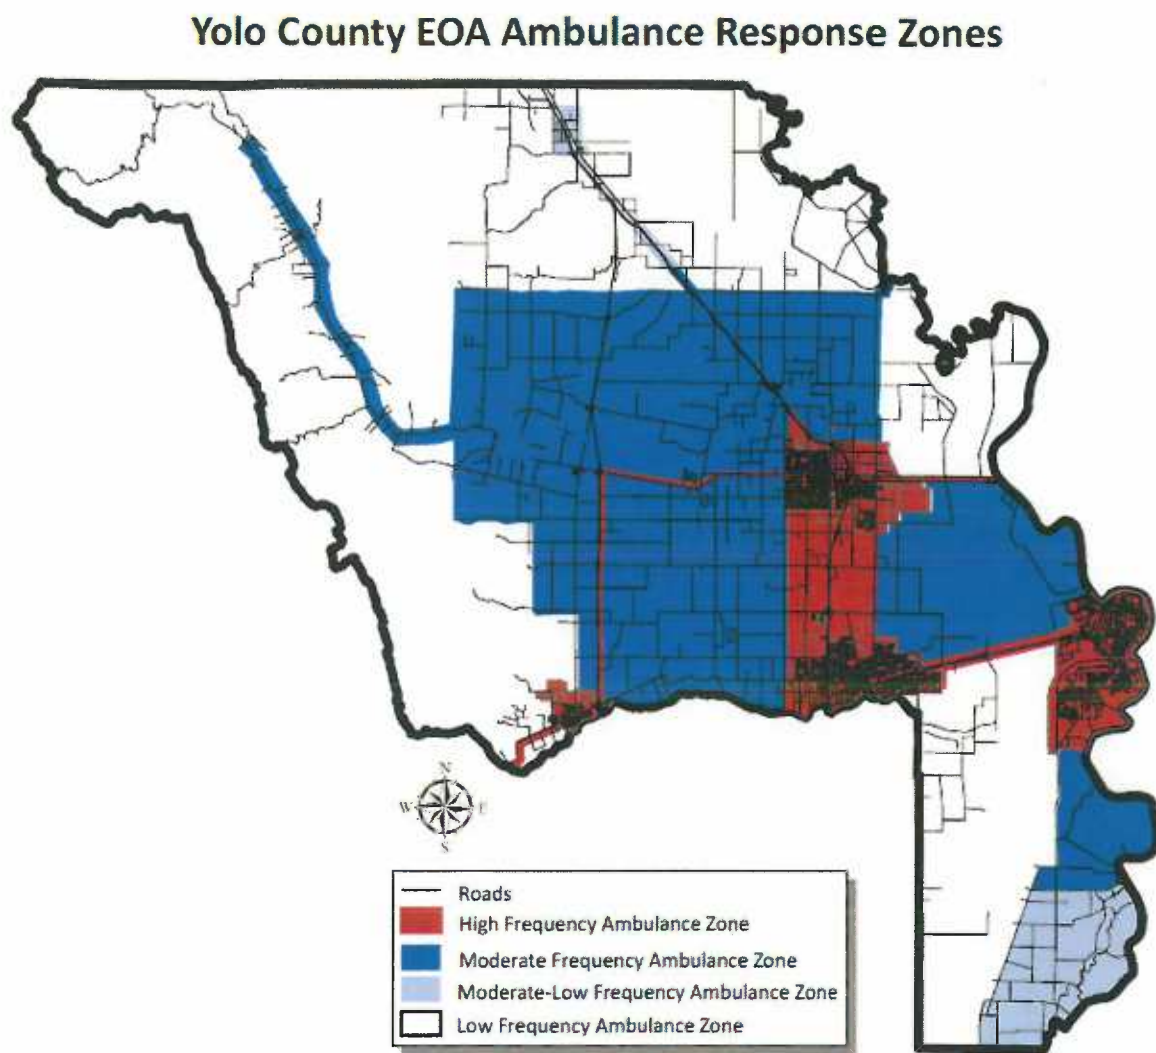 Yolo County EOA Ambulance Response Zones
N
W E
S
Roads
High Frequency Ambulance Zone
Moderate Frequency Ambulance Zone
Moderate-Low Frequency Ambulance Zone
Low Frequency Ambulance Zone